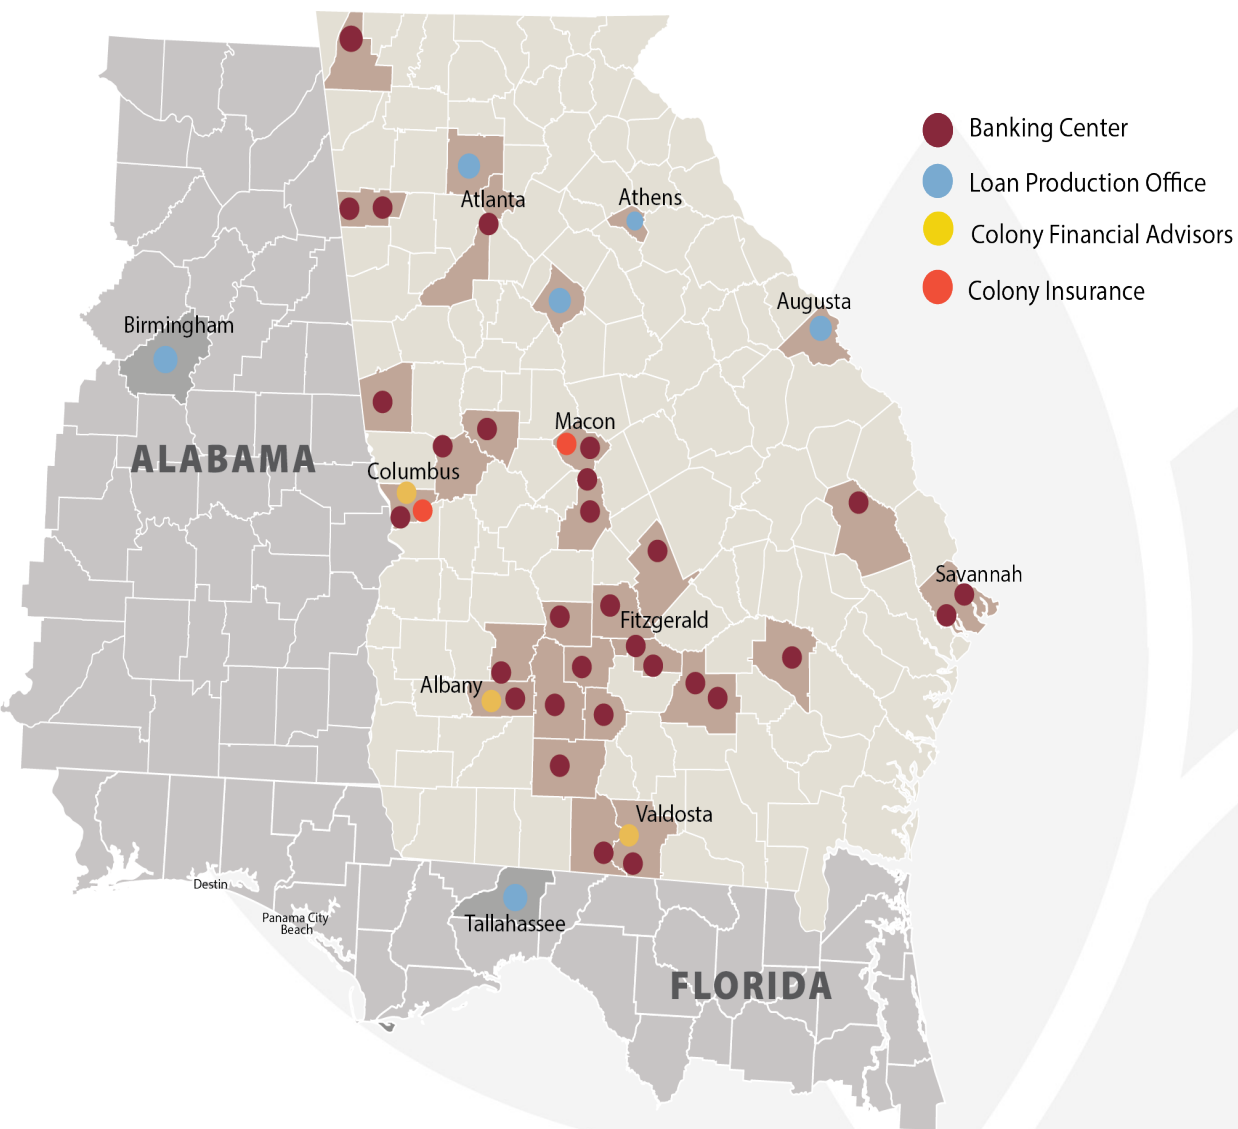 Banking Center
Loan Production Office
Colony Financial Advisors
Colony Insurance
Atlanta
Athens
Augusta
Birmingham
ALABAMA
Macon
Columbus
Savannah
Fitzgerald
Albany
Valdosta
Destin
Panama City
Beach
Tallahassee
FLORIDA